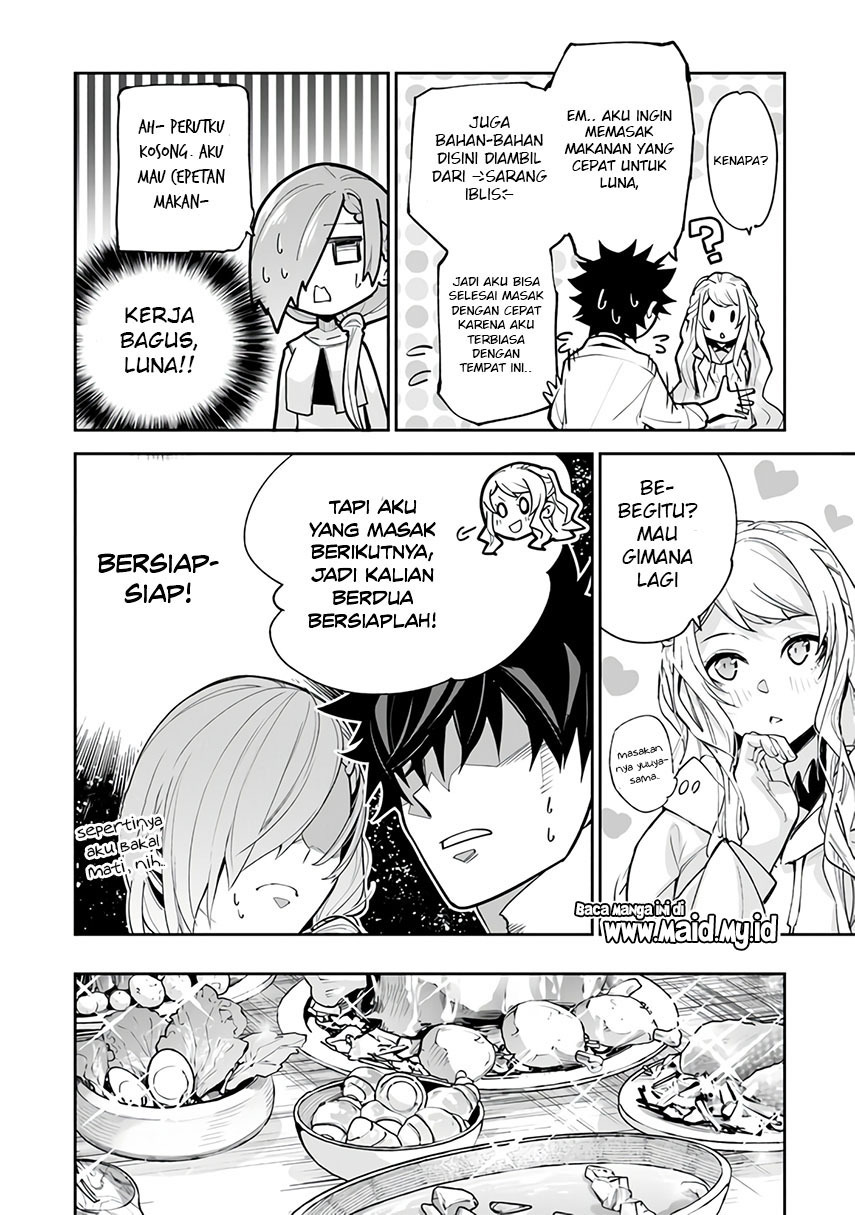 KENAPA?
?
EM.. AKU INGIN
MEMASAK
MAKANAN YANG
CEPAT UNTUK
LUNA,
JUGA
BAHAN-BAHAN
DISINI DIAMBIL
DARI →SARANG
IBLIS←
JADI AKU BISA
SELESAI MASAK
DENGAN CEPAT
KARENA AKU
TERBIASA
DENGAN
TEMPAT INI..
AH- PERUTKU
KOSONG. AKU
MAU CEPETAN
MAKAN-
KERJA
BAGUS,
LUNA!!
BE-
BEGITU?
MAU
GIMANA
LAGI
masakan
nya yuuya-
sama..
TAPI AKU
YANG MASAK
BERIKUTNYA,
JADI KALIAN
BERDUA
BERSIAPLAH!
BERSIAP-
SIAP!
sepertinya
aku bakal
mati, nih..
Baca Manga ini di
www.Maid.My.id